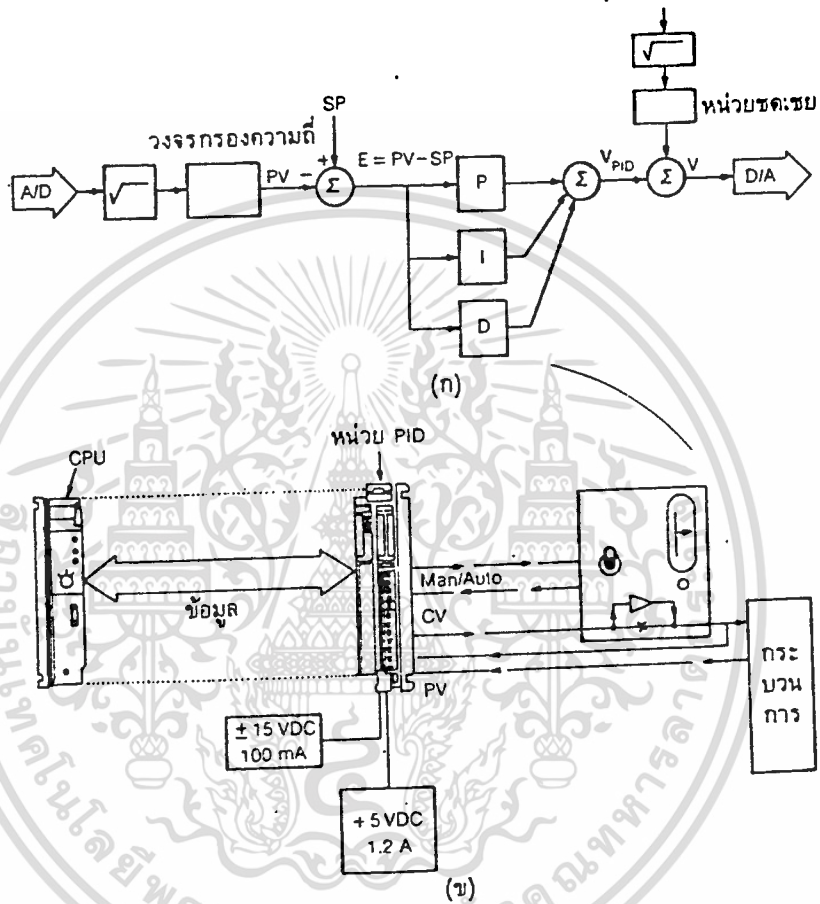 √
หน่วยชดเชย
SP
วงจรกรองความถี่
A/D
√
PV
-
+
Σ
E = PV-SP
P
I
D
Σ
V_PID
Σ
V
D/A
(ก)
หน่วย PID
CPU
ข้อมูล
Man/Auto
CV
PV
กระ
บวน
การ
± 15 VDC
100 mA
+ 5 VDC
1.2 A
(ข)